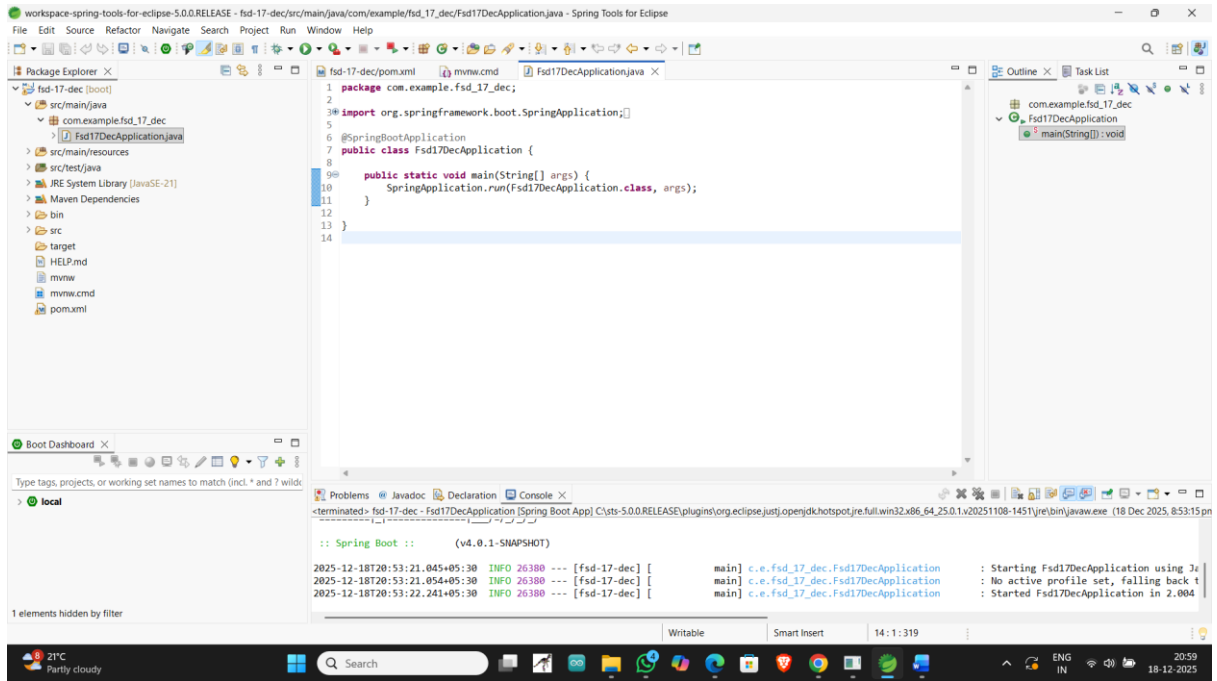 workspace-spring-tools-for-eclipse-5.0.0.RELEASE - fsd-17-dec/src/main/java/com/example/fsd_17_dec/Fsd17DecApplication.java - Spring Tools for Eclipse
File Edit Source Refactor Navigate Search Project Run Window Help
Package Explorer
fsd-17-dec [boot]
src/main/java
com.example.fsd_17_dec
Fsd17DecApplication.java
src/main/resources
src/test/java
JRE System Library [JavaSE-21]
Maven Dependencies
bin
src
target
HELP.md
mvnw
mvnw.cmd
pom.xml
fsd-17-dec/pom.xml mvnw.cmd Fsd17DecApplication.java
1 package com.example.fsd_17_dec;
2
3 import org.springframework.boot.SpringApplication;
5
6 @SpringBootApplication
7 public class Fsd17DecApplication {
8
9 public static void main(String[] args) {
10 SpringApplication.run(Fsd17DecApplication.class, args);
11 }
12
13 }
14
Outline Task List
com.example.fsd_17_dec
Fsd17DecApplication
main(String[]) : void
Boot Dashboard
Type tags, projects, or working set names to match (incl. * and ? wildc
local
1 elements hidden by filter
Problems Javadoc Declaration Console
<terminated> fsd-17-dec - Fsd17DecApplication [Spring Boot App] C:\sts-5.0.0.RELEASE\plugins\org.eclipse.justj.openjdk.hotspot.jre.full.win32.x86_64_25.0.1.v20251108-1451\jre\bin\javaw.exe (18 Dec 2025, 8:53:15 pm
=========|_|==============|___/=/_/_/_/
:: Spring Boot :: (v4.0.1-SNAPSHOT)
2025-12-18T20:53:21.045+05:30 INFO 26380 --- [fsd-17-dec] [ main] c.e.fsd_17_dec.Fsd17DecApplication : Starting Fsd17DecApplication using Ja
2025-12-18T20:53:21.054+05:30 INFO 26380 --- [fsd-17-dec] [ main] c.e.fsd_17_dec.Fsd17DecApplication : No active profile set, falling back t
2025-12-18T20:53:22.241+05:30 INFO 26380 --- [fsd-17-dec] [ main] c.e.fsd_17_dec.Fsd17DecApplication : Started Fsd17DecApplication in 2.004
Writable Smart Insert 14 : 1 : 319
8
21°C
Partly cloudy
Search
4
ENG
IN
20:59
18-12-2025